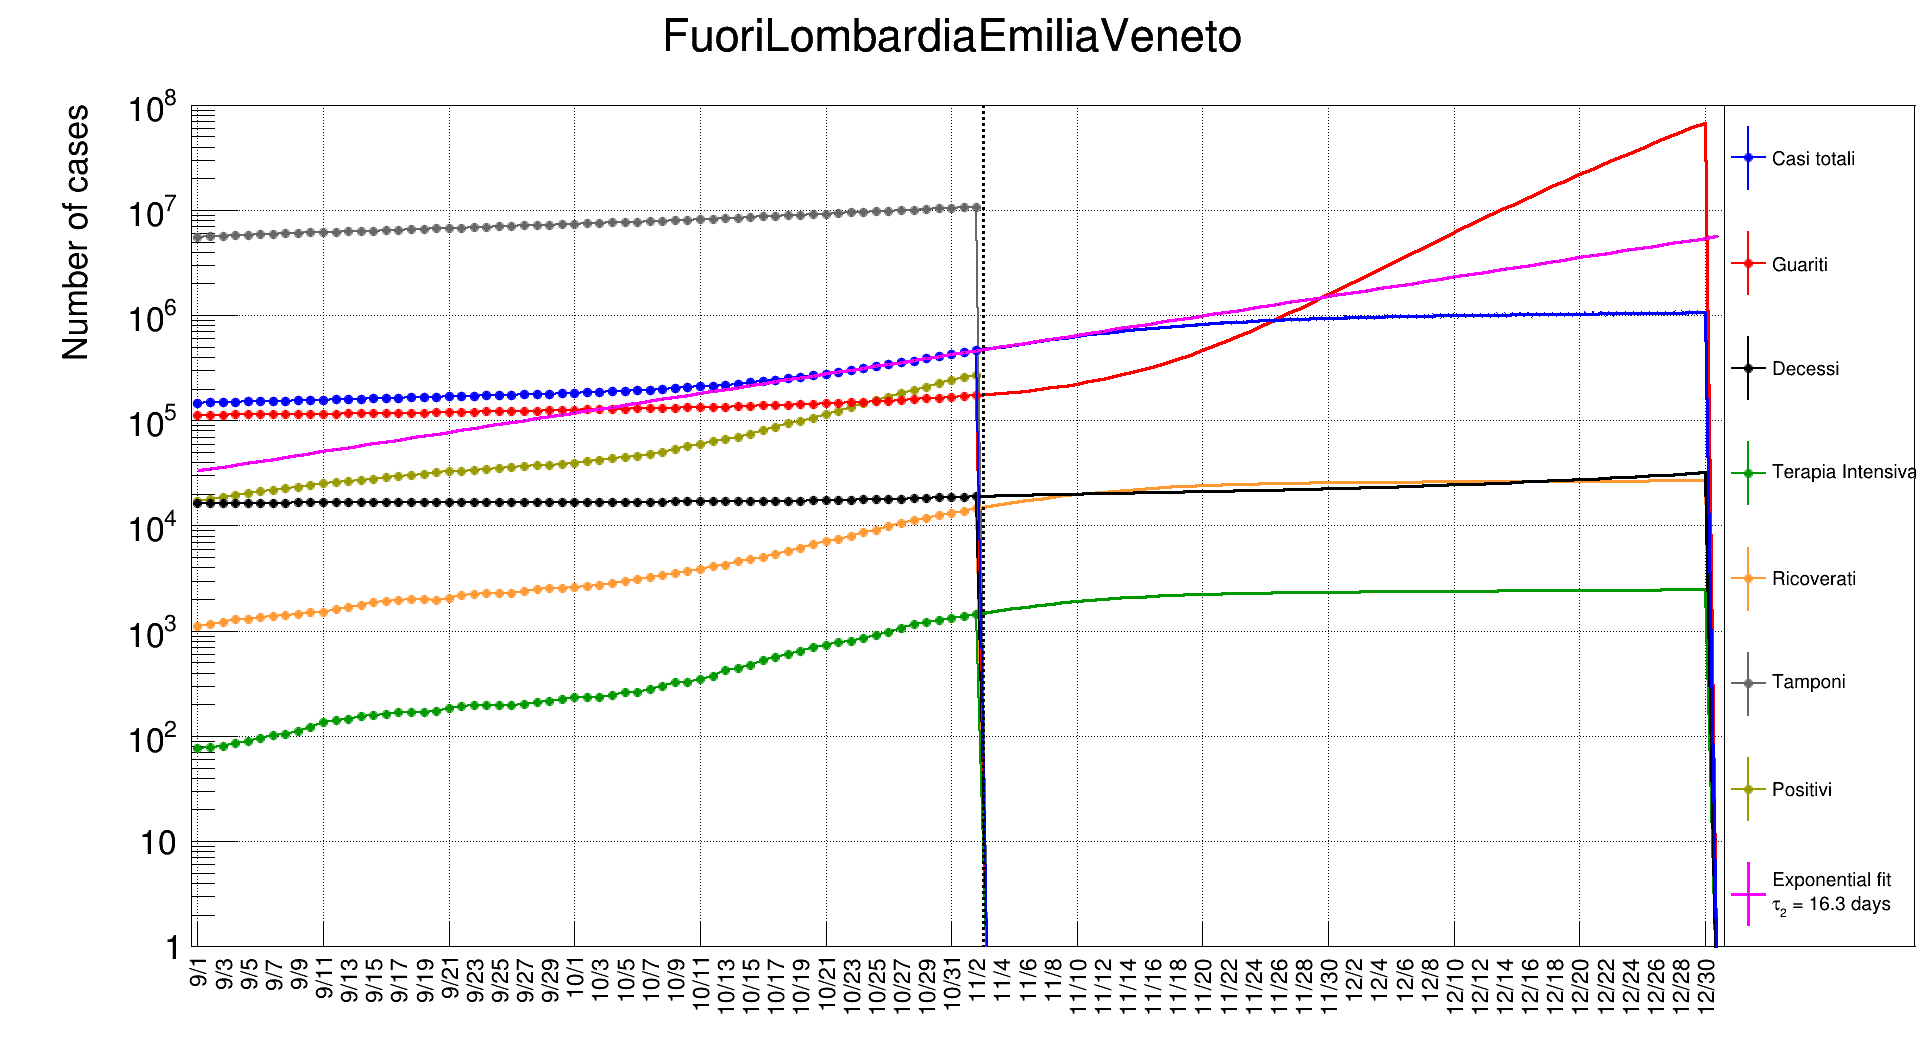 FuoriLombardiaEmiliaVeneto
Number of cases
10^8
10^7
10^6
10^5
10^4
10^3
10^2
10
1
9/1 9/3 9/5 9/7 9/9 9/11 9/13 9/15 9/17 9/19 9/21 9/23 9/25 9/27 9/29 10/1 10/3 10/5 10/7 10/9 10/11 10/13 10/15 10/17 10/19 10/21 10/23 10/25 10/27 10/29 10/31 11/2 11/4 11/6 11/8 11/10 11/12 11/14 11/16 11/18 11/20 11/22 11/24 11/26 11/28 11/30 12/2 12/4 12/6 12/8 12/10 12/12 12/14 12/16 12/18 12/20 12/22 12/24 12/26 12/28 12/30
Casi totali
Guariti
Decessi
Terapia Intensiva
Ricoverati
Tamponi
Positivi
Exponential fit
τ₂ = 16.3 days